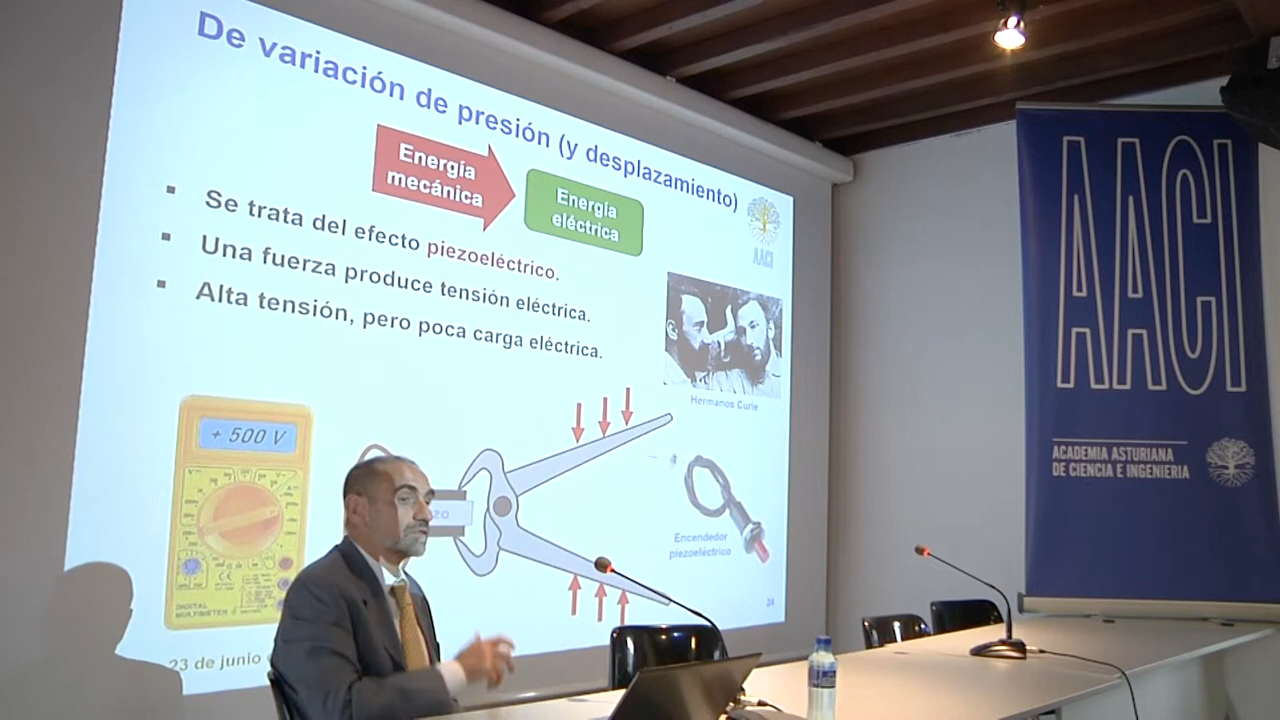 De variación de presión (y desplazamiento)
Energía
mecánica
Energía
eléctrica
AACI
Se trata del efecto piezoeléctrico.
Una fuerza produce tensión eléctrica.
Alta tensión, pero poca carga eléctrica.
Hermanos Curie
+ 500 V
DIGITAL
MULTIMETER
Encendedor
piezoeléctrico
24
23 de junio
AACI
ACADEMIA ASTURIANA
DE CIENCIA E INGENIERIA